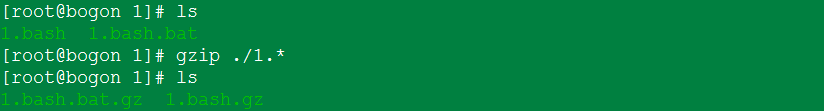 [root@bogon 1]# ls
1.bash  1.bash.bat
[root@bogon 1]# gzip ./1.*
[root@bogon 1]# ls
1.bash.bat.gz  1.bash.gz